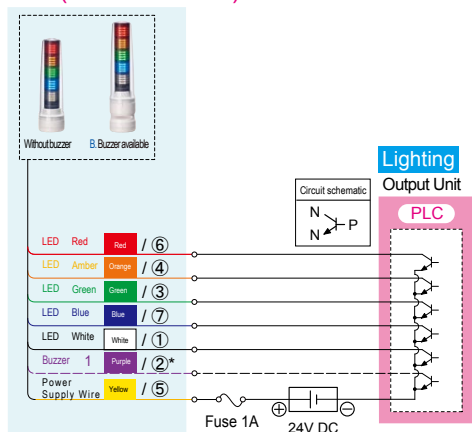 Without buzzer
B. Buzzer available
Lighting
Output Unit
PLC
Circuit schematic
N
N
P
LED Red Red / ⑥
LED Amber Orange / ④
LED Green Green / ③
LED Blue Blue / ⑦
LED White White / ①
Buzzer 1 Purple / ②*
Power
Supply Wire Yellow / ⑤
Fuse 1A
⊕
⊖
24V DC